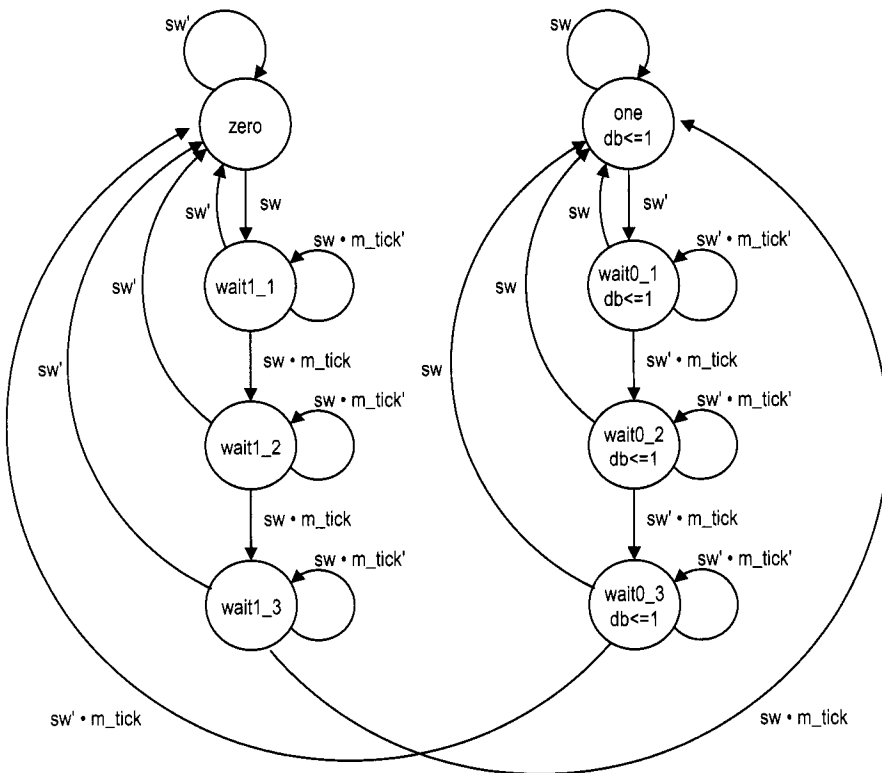 sw'
sw
zero
one
db<=1
sw'
sw
sw
sw'
sw • m_tick'
sw' • m_tick'
wait1_1
wait0_1
db<=1
sw'
sw
sw • m_tick
sw' • m_tick
sw'
sw
sw • m_tick'
sw' • m_tick'
wait1_2
wait0_2
db<=1
sw • m_tick
sw' • m_tick
sw • m_tick'
sw' • m_tick'
wait1_3
wait0_3
db<=1
sw' • m_tick
sw • m_tick